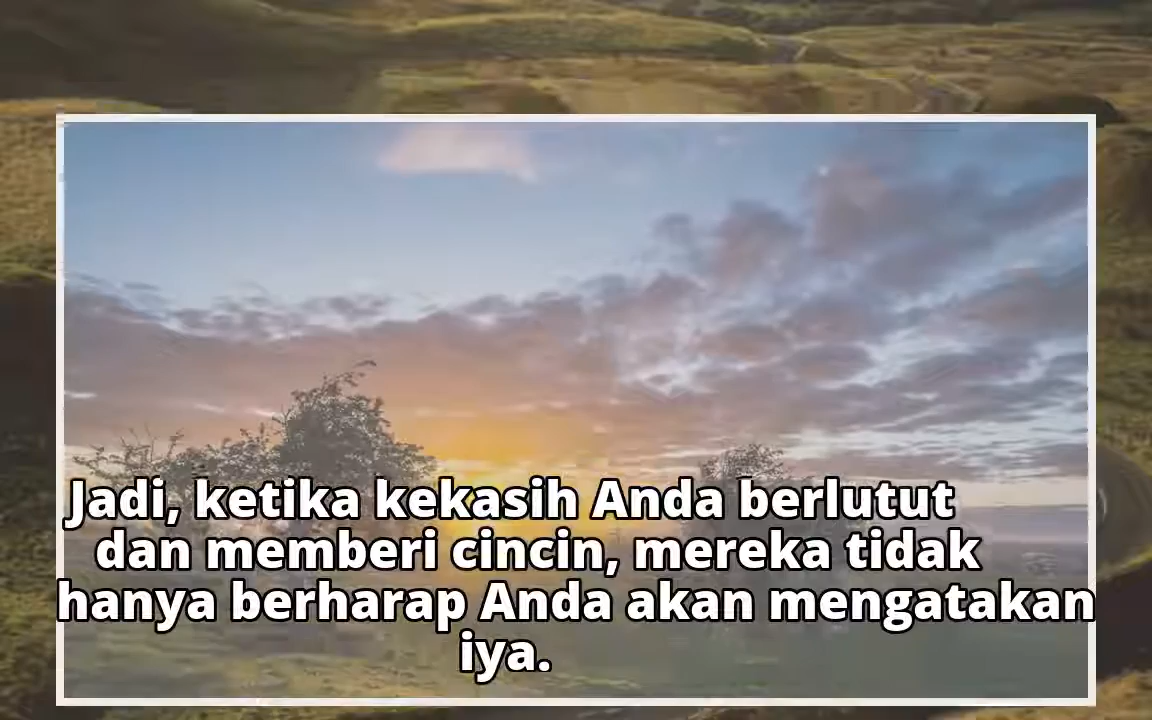 Jadi, ketika kekasih Anda berlutut
dan memberi cincin, mereka tidak
hanya berharap Anda akan mengatakan
iya.